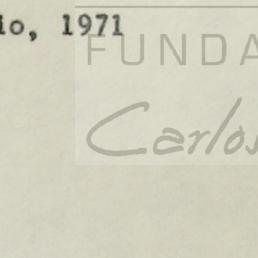 io, 1971
FUNDA
Carlos